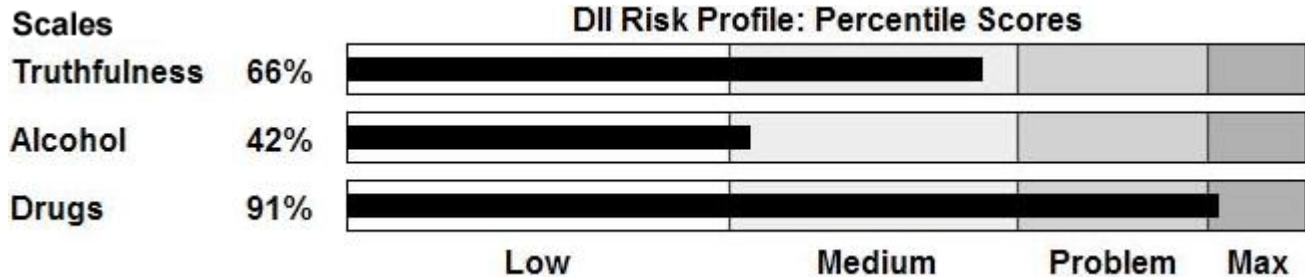 Scales
DII Risk Profile: Percentile Scores
Truthfulness 66%
Alcohol 42%
Drugs 91%
Low Medium Problem Max